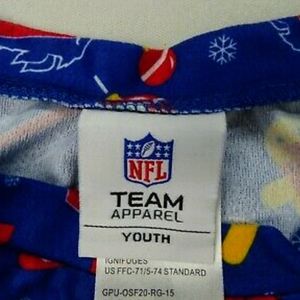 NFL
TEAM
APPAREL
YOUTH
IGNIFUGES
US FFC-71/5-74 STANDARD
GPU-OSF20-RG-15